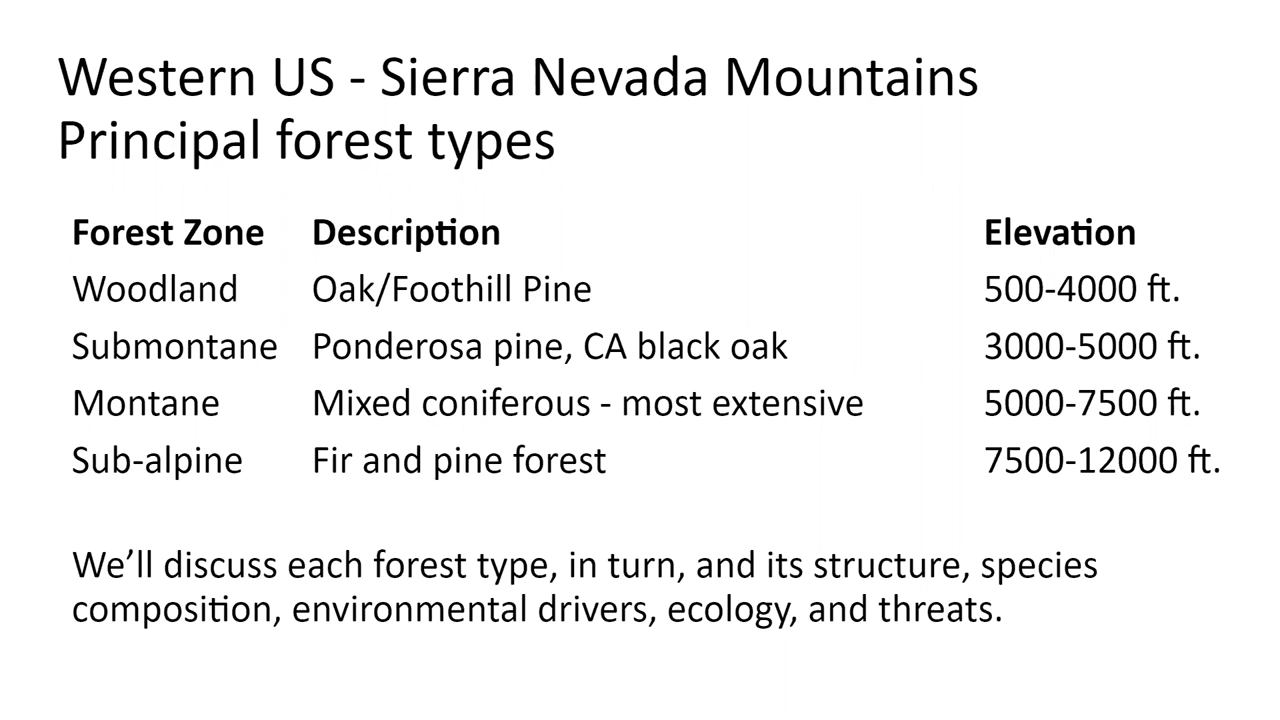 Western US - Sierra Nevada Mountains
Principal forest types
Forest Zone Description Elevation
Woodland Oak/Foothill Pine 500-4000 ft.
Submontane Ponderosa pine, CA black oak 3000-5000 ft.
Montane Mixed coniferous - most extensive 5000-7500 ft.
Sub-alpine Fir and pine forest 7500-12000 ft.
We’ll discuss each forest type, in turn, and its structure, species
composition, environmental drivers, ecology, and threats.